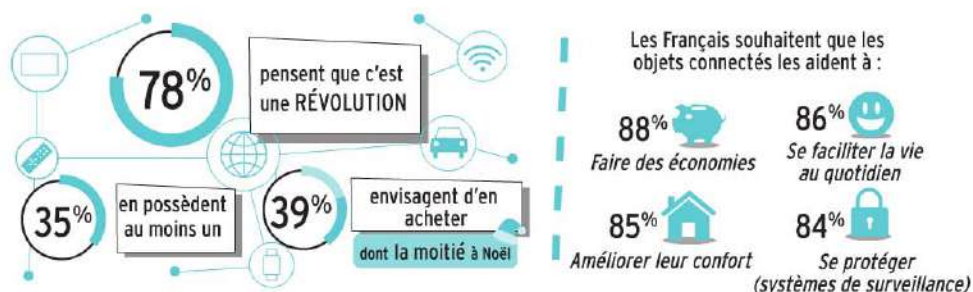 78%
pensent que c'est
une RÉVOLUTION
35%
en possèdent
au moins un
39%
envisagent d'en
acheter
dont la moitié à Noël
Les Français souhaitent que les
objets connectés les aident à :
88%
Faire des économies
86%
Se faciliter la vie
au quotidien
85%
Améliorer leur confort
84%
Se protéger
(systèmes de surveillance)